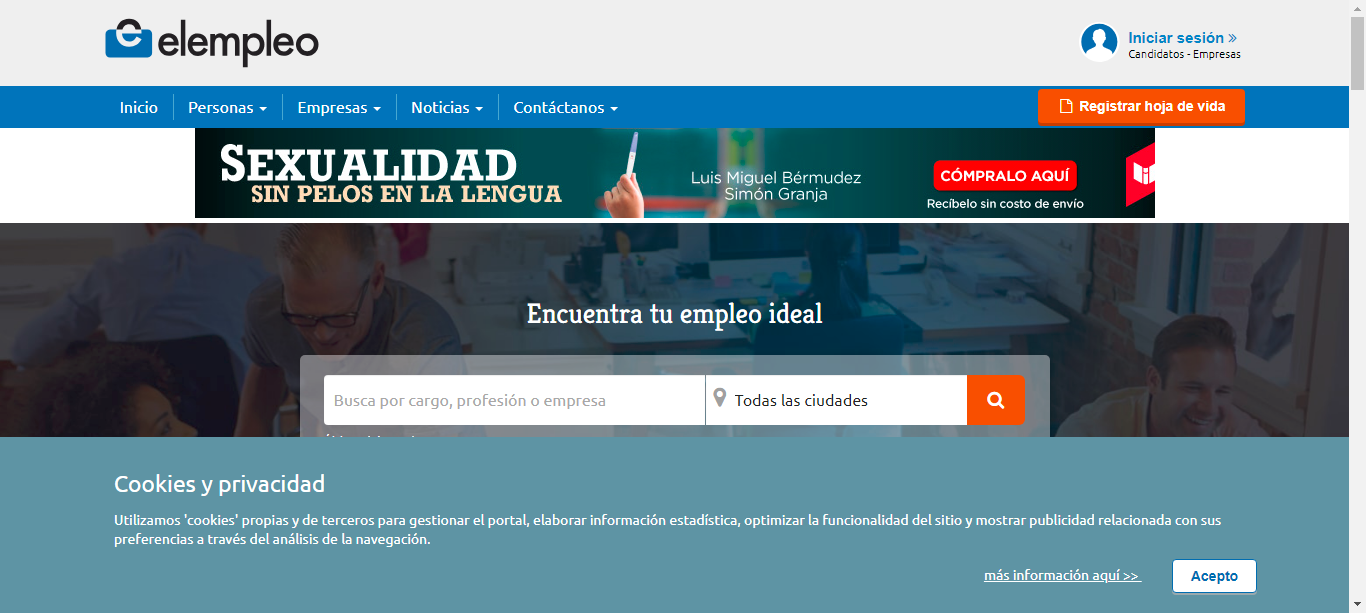 elempleo
Iniciar sesión »
Candidatos - Empresas
Inicio
Personas
Empresas
Noticias
Contáctanos
Registrar hoja de vida
SEXUALIDAD
SIN PELOS EN LA LENGUA
Luis Miguel Bérmudez
Simón Granja
CÓMPRALO AQUÍ
Recíbelo sin costo de envío
Encuentra tu empleo ideal
Busca por cargo, profesión o empresa
Todas las ciudades
Cookies y privacidad
Utilizamos 'cookies' propias y de terceros para gestionar el portal, elaborar información estadística, optimizar la funcionalidad del sitio y mostrar publicidad relacionada con sus
preferencias a través del análisis de la navegación.
más información aquí >>
Acepto